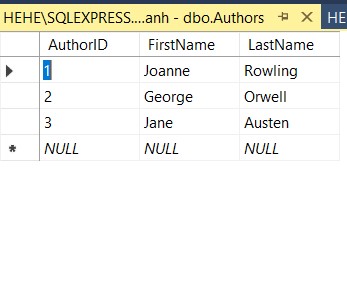 HEHE\SQLEXPRESS....anh - dbo.Authors HE
AuthorID FirstName LastName
1 Joanne Rowling
2 George Orwell
3 Jane Austen
NULL NULL NULL